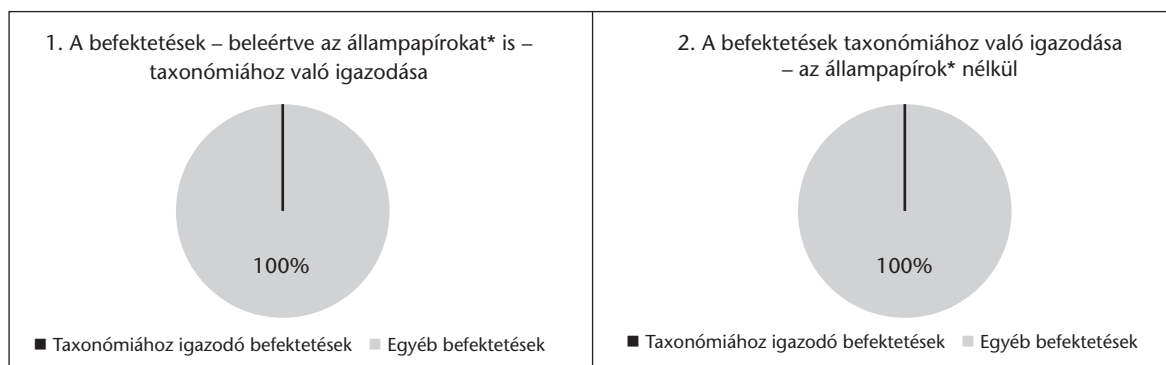 1. A befektetések – beleértve az állampapírokat* is –
taxonómiához való igazodása
100%
■ Taxonómiához igazodó befektetések ■ Egyéb befektetések
2. A befektetések taxonómiához való igazodása
– az állampapírok* nélkül
100%
■ Taxonómiához igazodó befektetések ■ Egyéb befektetések